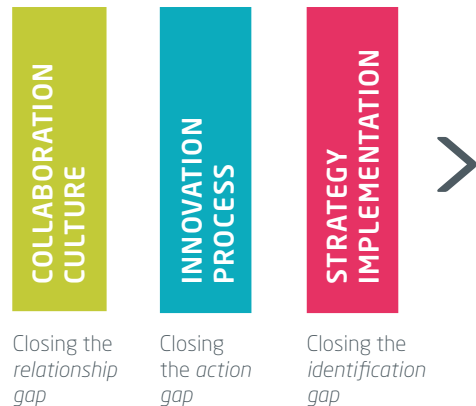 COLLABORATION
CULTURE
INNOVATION
PROCESS
STRATEGY
IMPLEMENTATION
Closing the
relationship
gap
Closing
the action
gap
Closing the
identification
gap